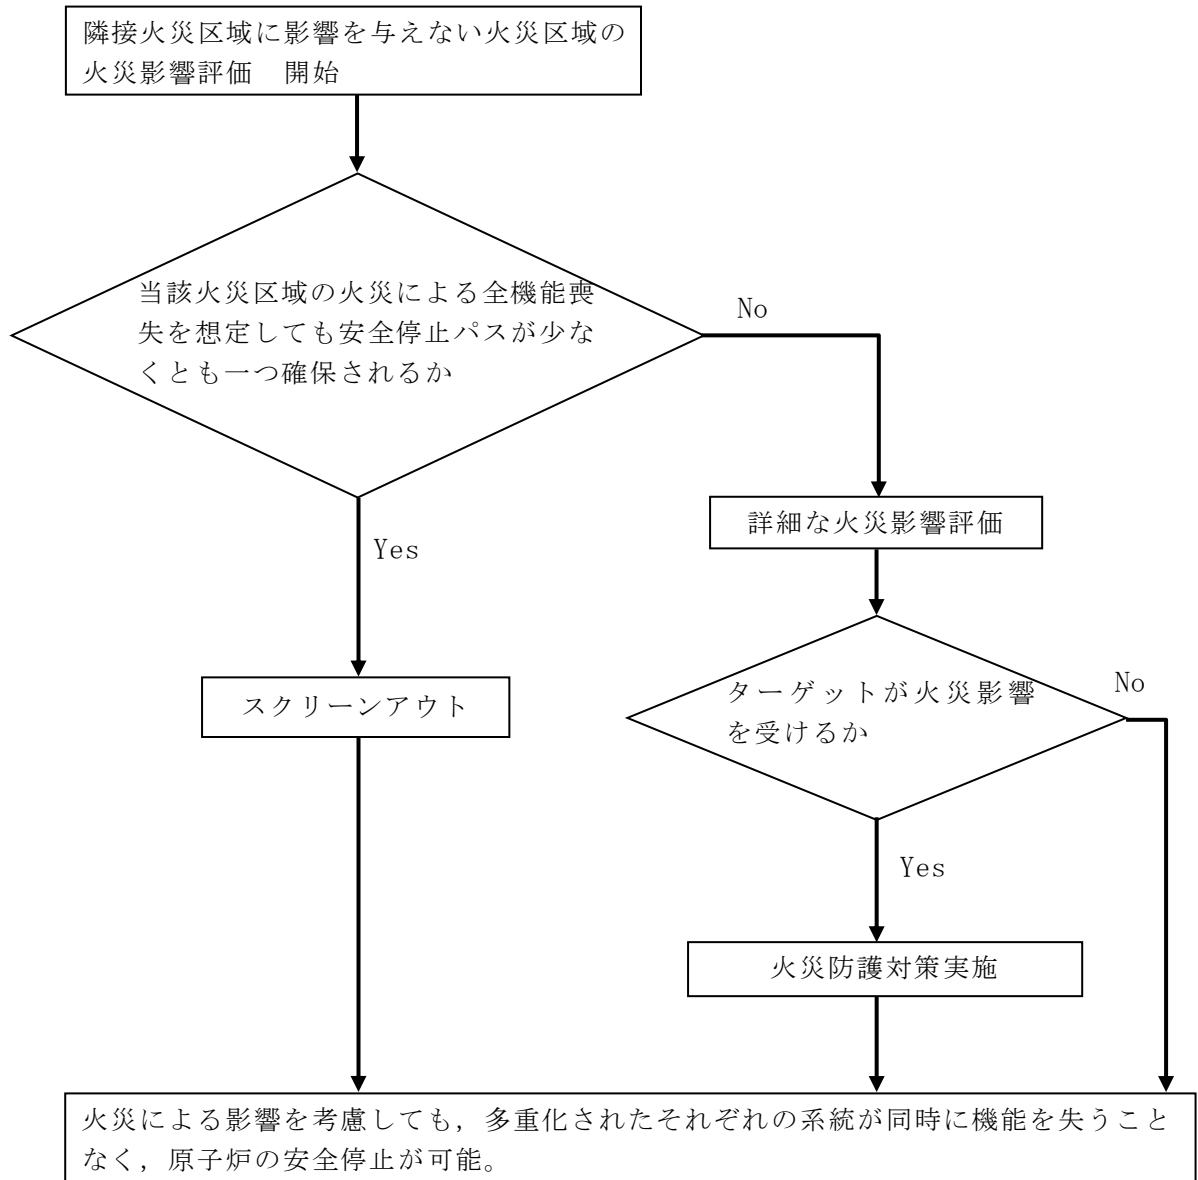 隣接火災区域に影響を与えない火災区域の
火災影響評価　開始
当該火災区域の火災による全機能喪
失を想定しても安全停止パスが少な
くとも一つ確保されるか
No
Yes
詳細な火災影響評価
スクリーンアウト
ターゲットが火災影響
を受けるか
No
Yes
火災防護対策実施
火災による影響を考慮しても，多重化されたそれぞれの系統が同時に機能を失うこと
なく，原子炉の安全停止が可能。